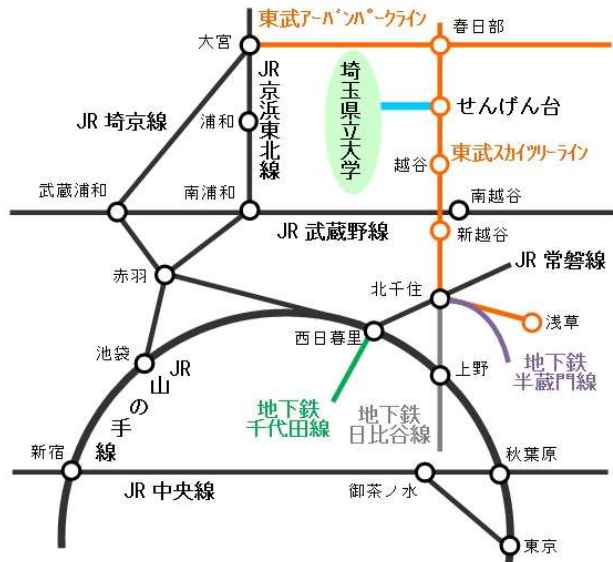 東武アーバンパークライン
大宮
春日部
JR京浜東北線
埼玉県立大学
せんげん台
JR 埼京線
浦和
越谷
東武スカイツリーライン
武蔵浦和
南浦和
南越谷
JR 武蔵野線
新越谷
赤羽
JR 常磐線
北千住
池袋
西日暮里
浅草
JR山の手線
上野
地下鉄
半蔵門線
地下鉄
千代田線
地下鉄
日比谷線
新宿
秋葉原
JR 中央線
御茶ノ水
東京